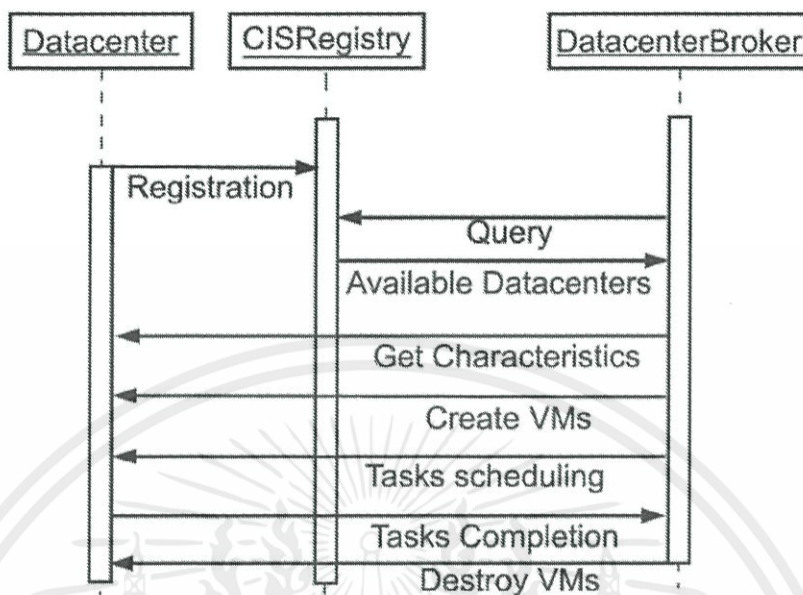 Datacenter
CISRegistry
DatacenterBroker
Registration
Query
Available Datacenters
Get Characteristics
Create VMs
Tasks scheduling
Tasks Completion
Destroy VMs